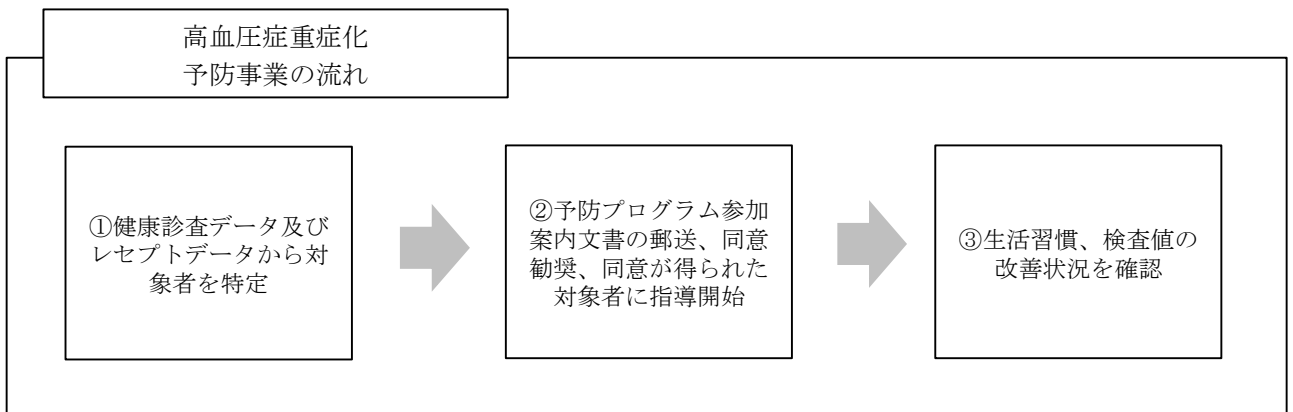 高血圧症重症化
予防事業の流れ
①健康診査データ及び
レセプトデータから対
象者を特定
②予防プログラム参加
案内文書の郵送、同意
勧奨、同意が得られた
対象者に指導開始
③生活習慣、検査値の
改善状況を確認